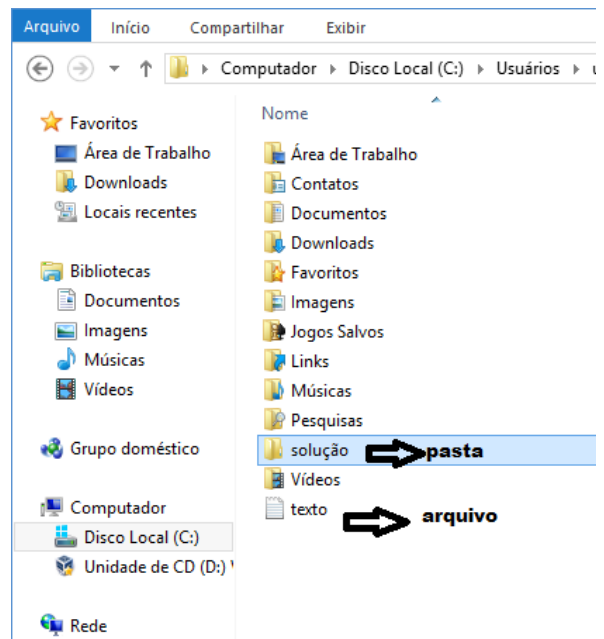 Arquivo Início Compartilhar Exibir
Computador Disco Local (C:) Usuários
Favoritos
Área de Trabalho
Downloads
Locais recentes
Bibliotecas
Documentos
Imagens
Músicas
Vídeos
Grupo doméstico
Computador
Disco Local (C:)
Unidade de CD (D:)
Rede
Nome
Área de Trabalho
Contatos
Documentos
Downloads
Favoritos
Imagens
Jogos Salvos
Links
Músicas
Pesquisas
solução pasta
Vídeos
texto arquivo